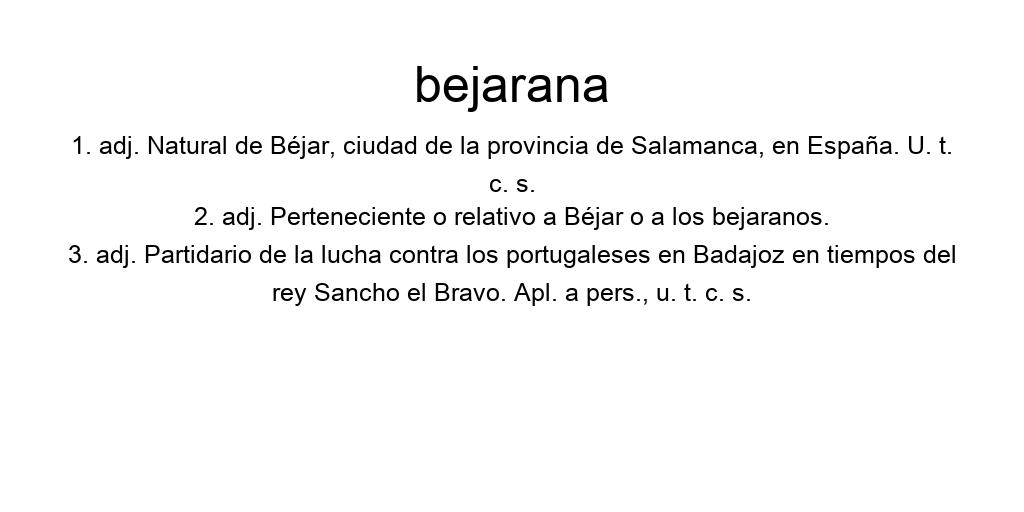 bejarana
1. adj. Natural de Béjar, ciudad de la provincia de Salamanca, en España. U. t.
c. s.
2. adj. Perteneciente o relativo a Béjar o a los bejaranos.
3. adj. Partidario de la lucha contra los portugaleses en Badajoz en tiempos del
rey Sancho el Bravo. Apl. a pers., u. t. c. s.